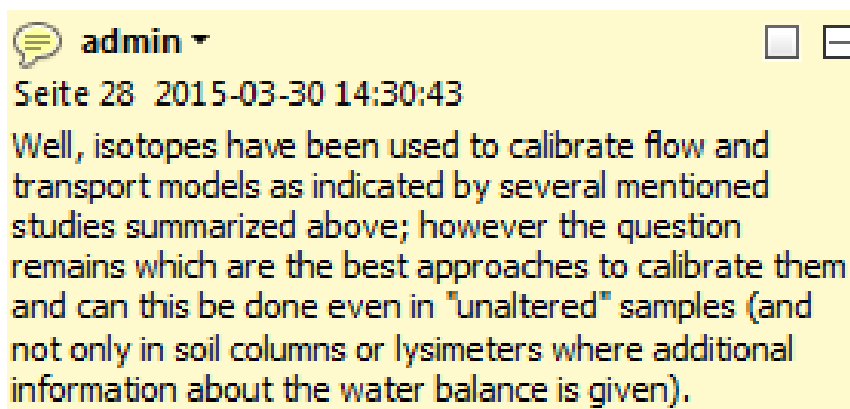 admin
Seite 28 2015-03-30 14:30:43
Well, isotopes have been used to calibrate flow and
transport models as indicated by several mentioned
studies summarized above; however the question
remains which are the best approaches to calibrate them
and can this be done even in "unaltered" samples (and
not only in soil columns or lysimeters where additional
information about the water balance is given).